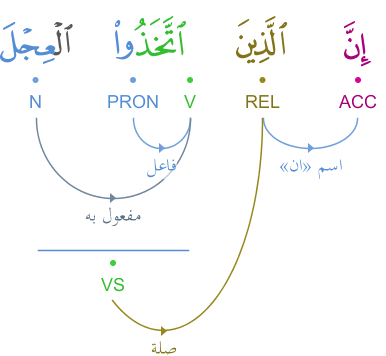 إِنَّ ٱلَّذِينَ ٱتَّخَذُوا۟ ٱلْعِجْلَ
N PRON V REL ACC
فاعل اسم «ان»
مفعول به
VS
صلة